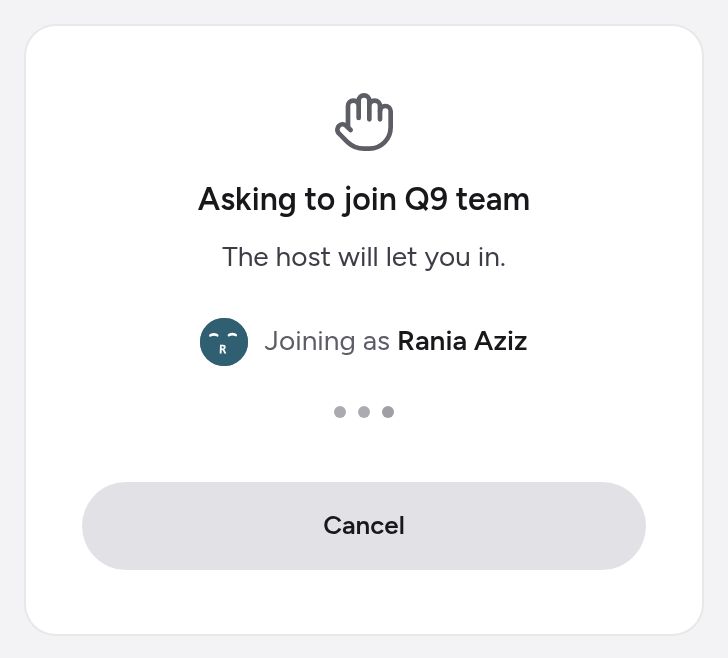 Asking to join Q9 team
The host will let you in.
R
Joining as Rania Aziz
Cancel